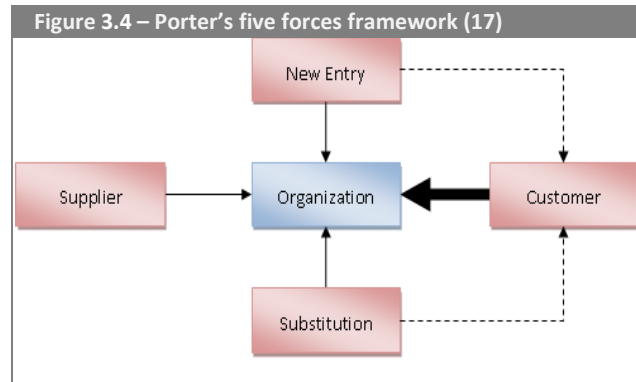 Figure 3.4 – Porter’s five forces framework (17)
New Entry
Supplier
Organization
Customer
Substitution